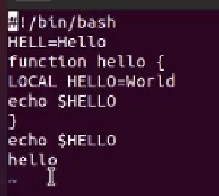 #!/bin/bash
HELL=Hello
function hello {
LOCAL HELLO=World
echo $HELLO
}
echo $HELLO
hello
~